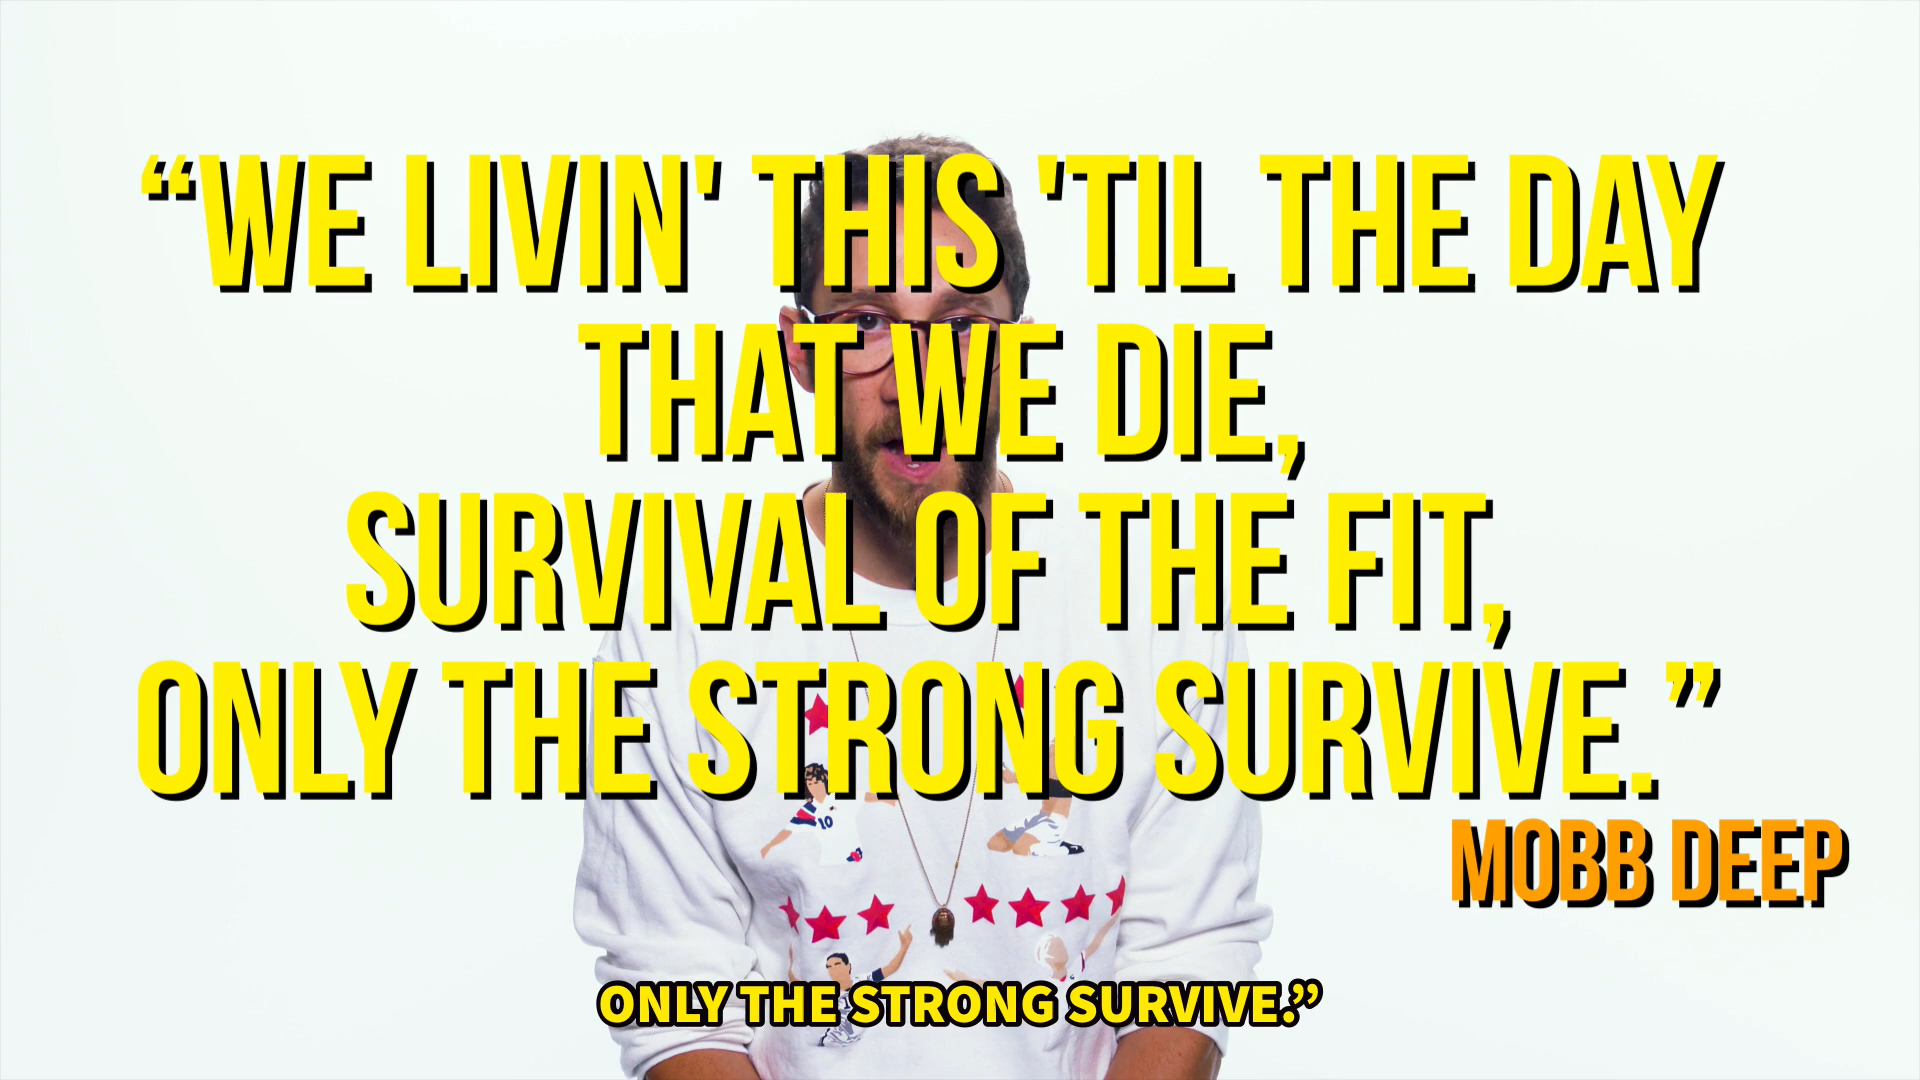 “WE LIVIN' THIS 'TIL THE DAY
THAT WE DIE,
SURVIVAL OF THE FIT,
ONLY THE STRONG SURVIVE.”
MOBB DEEP
10
ONLY THE STRONG SURVIVE.”